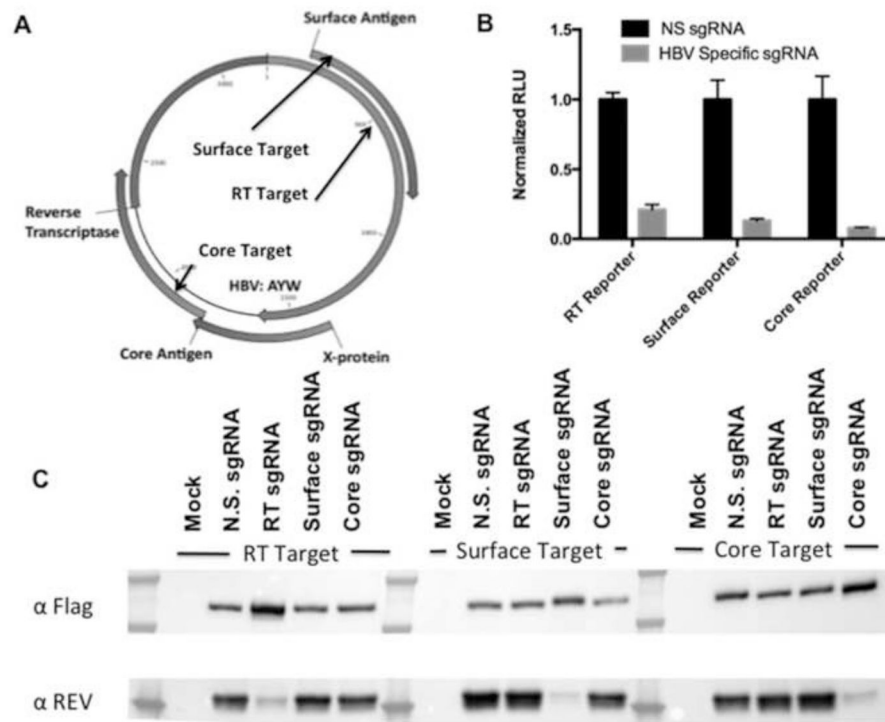 A
Surface Antigen
Surface Target
RT Target
Reverse
Transcriptase
Core Target
HBV: AYW
Core Antigen
X-protein
B
NS sgRNA
HBV Specific sgRNA
Normalized RLU
1.0
0.5
0.0
RT Reporter
Surface Reporter
Core Reporter
C
Mock
N.S. sgRNA
RT sgRNA
Surface sgRNA
Core sgRNA
Mock
N.S. sgRNA
RT sgRNA
Surface sgRNA
Core sgRNA
Mock
N.S. sgRNA
RT sgRNA
Surface sgRNA
Core sgRNA
RT Target
Surface Target
Core Target
α Flag
α REV